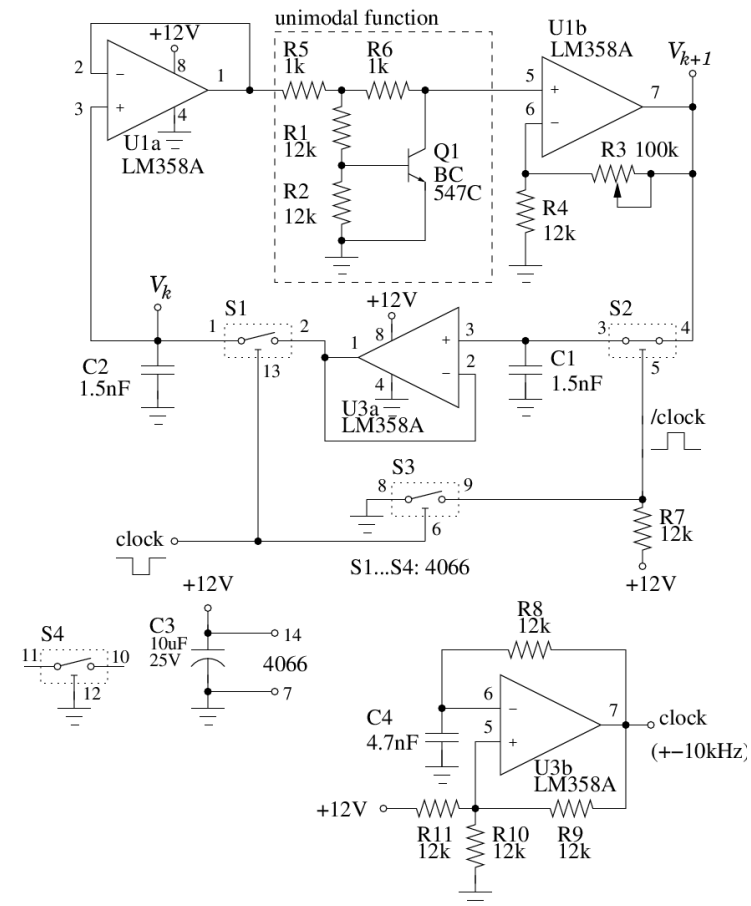 unimodal function
+12V
U1b
LM358A
V_{k+1}
R5
1k
R6
1k
2
−
8
1
3
+
4
U1a
LM358A
R1
12k
R2
12k
Q1
BC
547C
5
+
6
−
7
R3 100k
R4
12k
V_k
S1
1
2
13
C2
1.5nF
+12V
8
1
4
+
3
−
2
U3a
LM358A
C1
1.5nF
S2
3
4
5
/clock
S3
8
9
6
R7
12k
+12V
clock
S1...S4: 4066
+12V
S4
11
10
12
C3
10uF
25V
14
4066
7
R8
12k
C4
4.7nF
6
−
5
+
7
clock
(+−10kHz)
U3b
LM358A
+12V
R11
12k
R10
12k
R9
12k